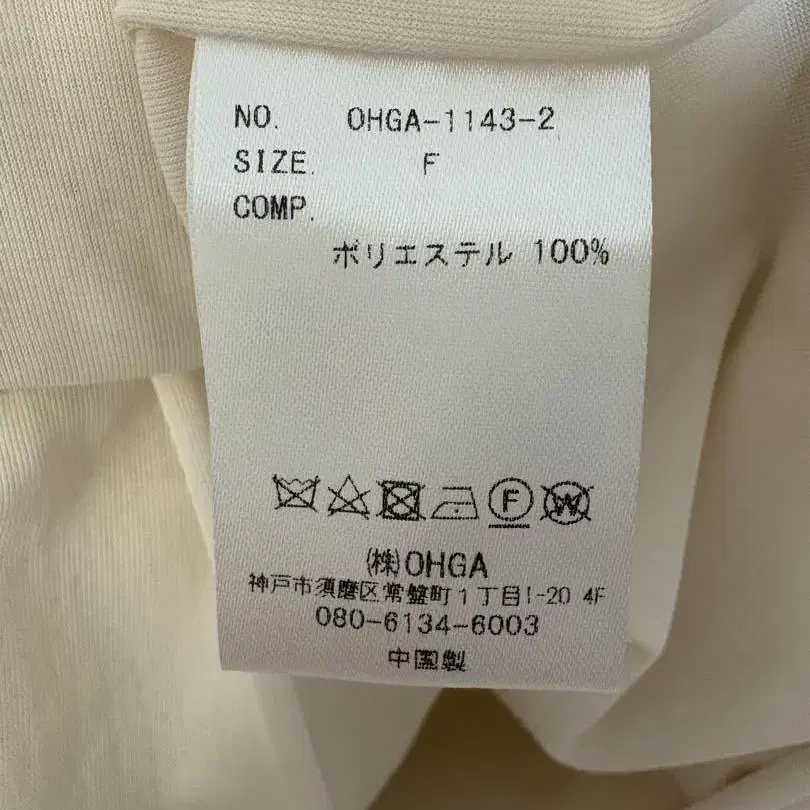 NO. OHGA-1143-2
SIZE. F
COMP.
ポリエステル 100%
F W
(株)OHGA
神戸市須磨区常盤町1丁目1-20 4F
080-6134-6003
中国製